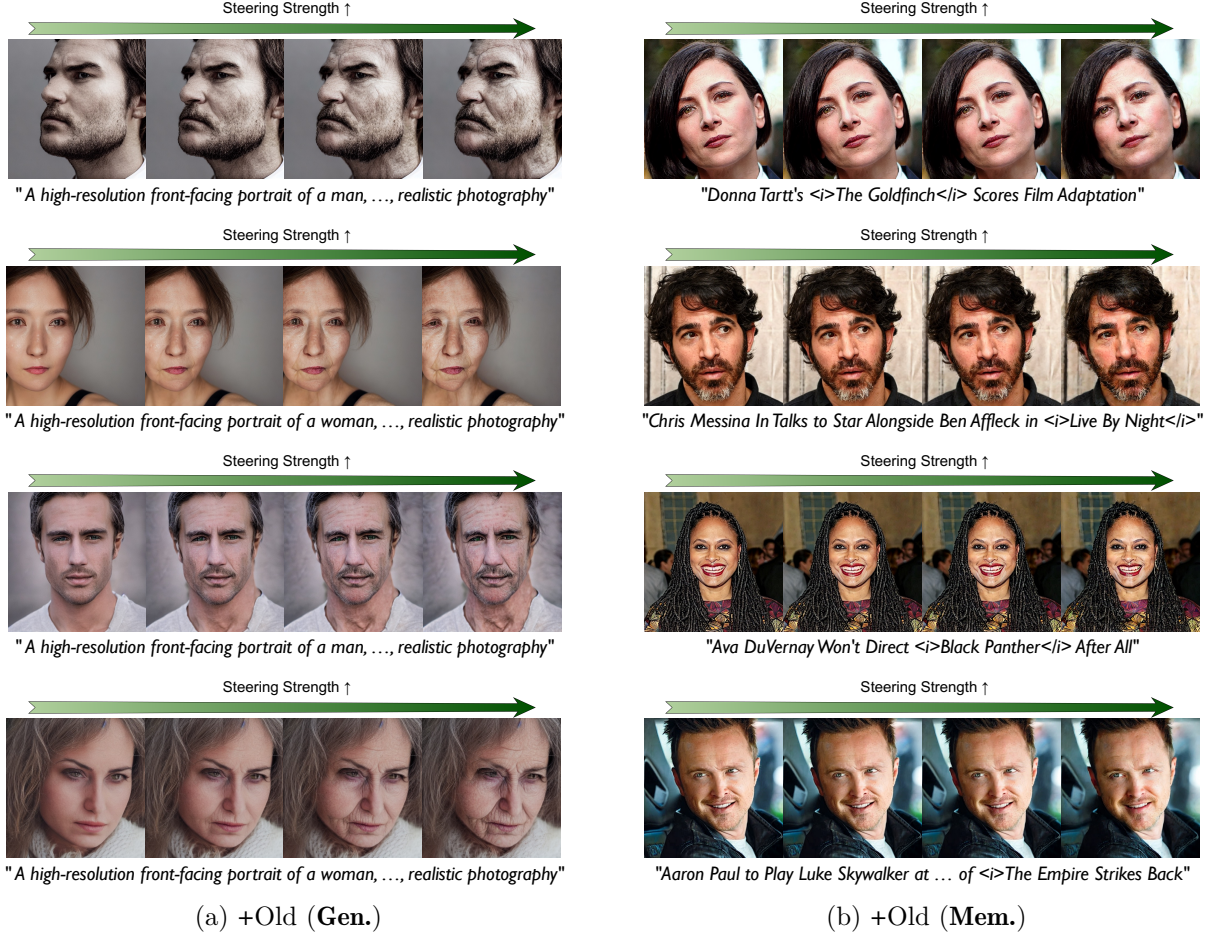 Steering Strength ↑
"A high-resolution front-facing portrait of a man, …, realistic photography"
Steering Strength ↑
"A high-resolution front-facing portrait of a woman, …, realistic photography"
Steering Strength ↑
"A high-resolution front-facing portrait of a man, …, realistic photography"
Steering Strength ↑
"A high-resolution front-facing portrait of a woman, …, realistic photography"
(a) +Old (Gen.)
Steering Strength ↑
"Donna Tartt's <i>The Goldfinch</i> Scores Film Adaptation"
Steering Strength ↑
"Chris Messina In Talks to Star Alongside Ben Affleck in <i>Live By Night</i>"
Steering Strength ↑
"Ava DuVernay Won't Direct <i>Black Panther</i> After All"
Steering Strength ↑
"Aaron Paul to Play Luke Skywalker at … of <i>The Empire Strikes Back"
(b) +Old (Mem.)